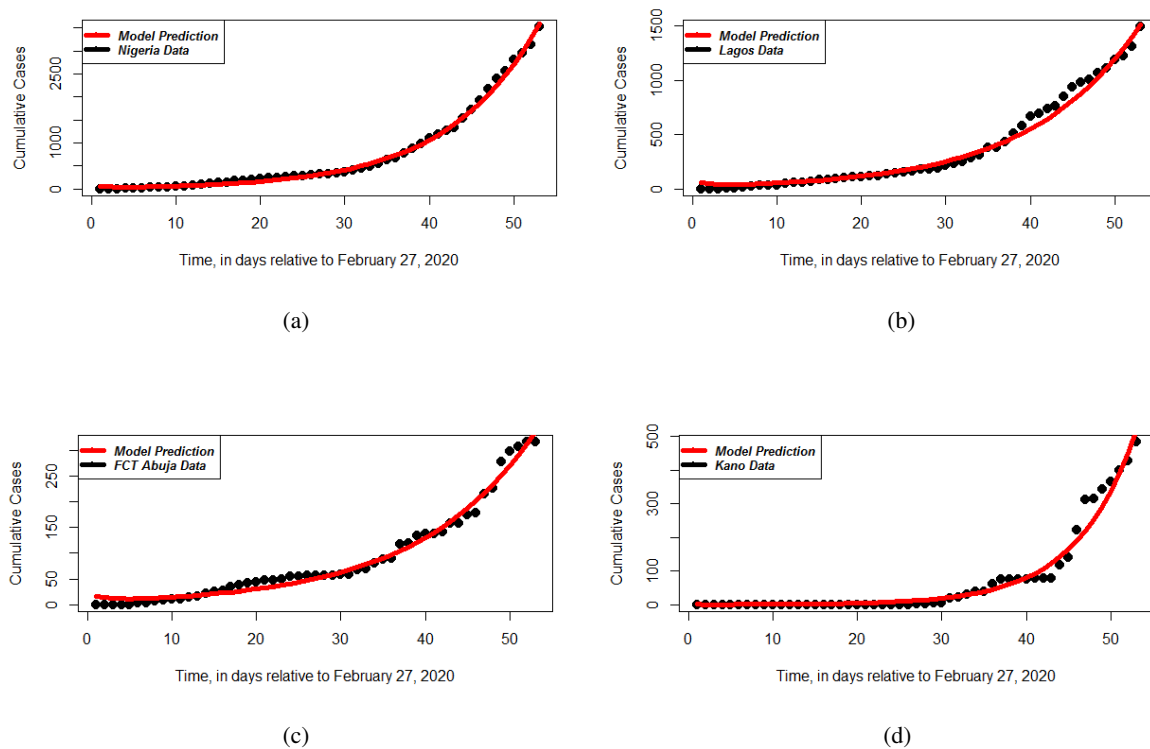 Model Prediction
Nigeria Data
Cumulative Cases
0 1000 2500
0 10 20 30 40 50
Time, in days relative to February 27, 2020
(a)
Model Prediction
Lagos Data
Cumulative Cases
0 500 1000 1500
0 10 20 30 40 50
Time, in days relative to February 27, 2020
(b)
Model Prediction
FCT Abuja Data
Cumulative Cases
0 50 150 250
0 10 20 30 40 50
Time, in days relative to February 27, 2020
(c)
Model Prediction
Kano Data
Cumulative Cases
0 100 300 500
0 10 20 30 40 50
Time, in days relative to February 27, 2020
(d)